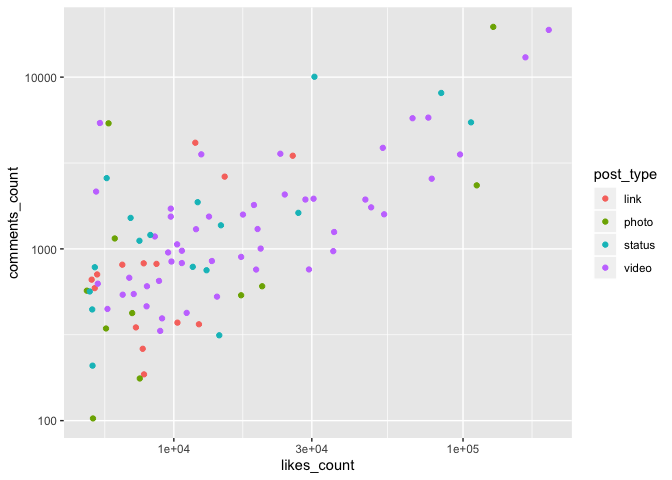 10000
1000
100
comments_count
1e+04
3e+04
1e+05
likes_count
post_type
link
photo
status
video